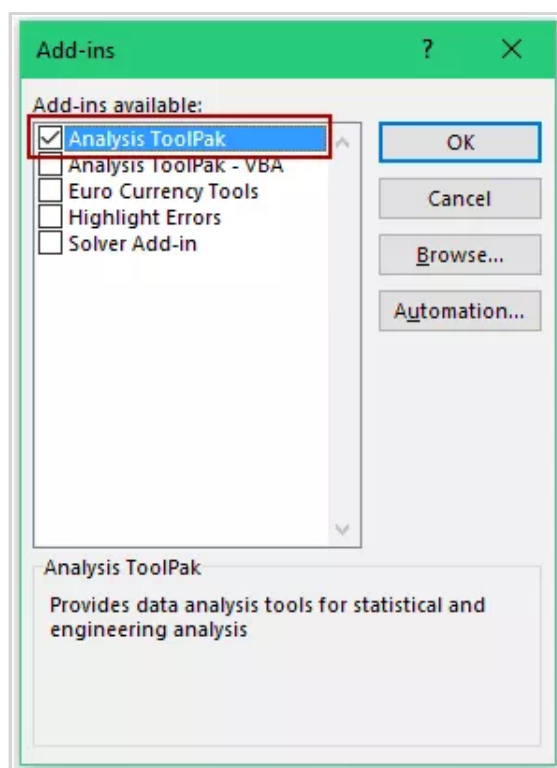 Add-ins ?
Add-ins available:
Analysis ToolPak
Analysis ToolPak - VBA
Euro Currency Tools
Highlight Errors
Solver Add-in
OK
Cancel
Browse...
Automation...
Analysis ToolPak
Provides data analysis tools for statistical and
engineering analysis